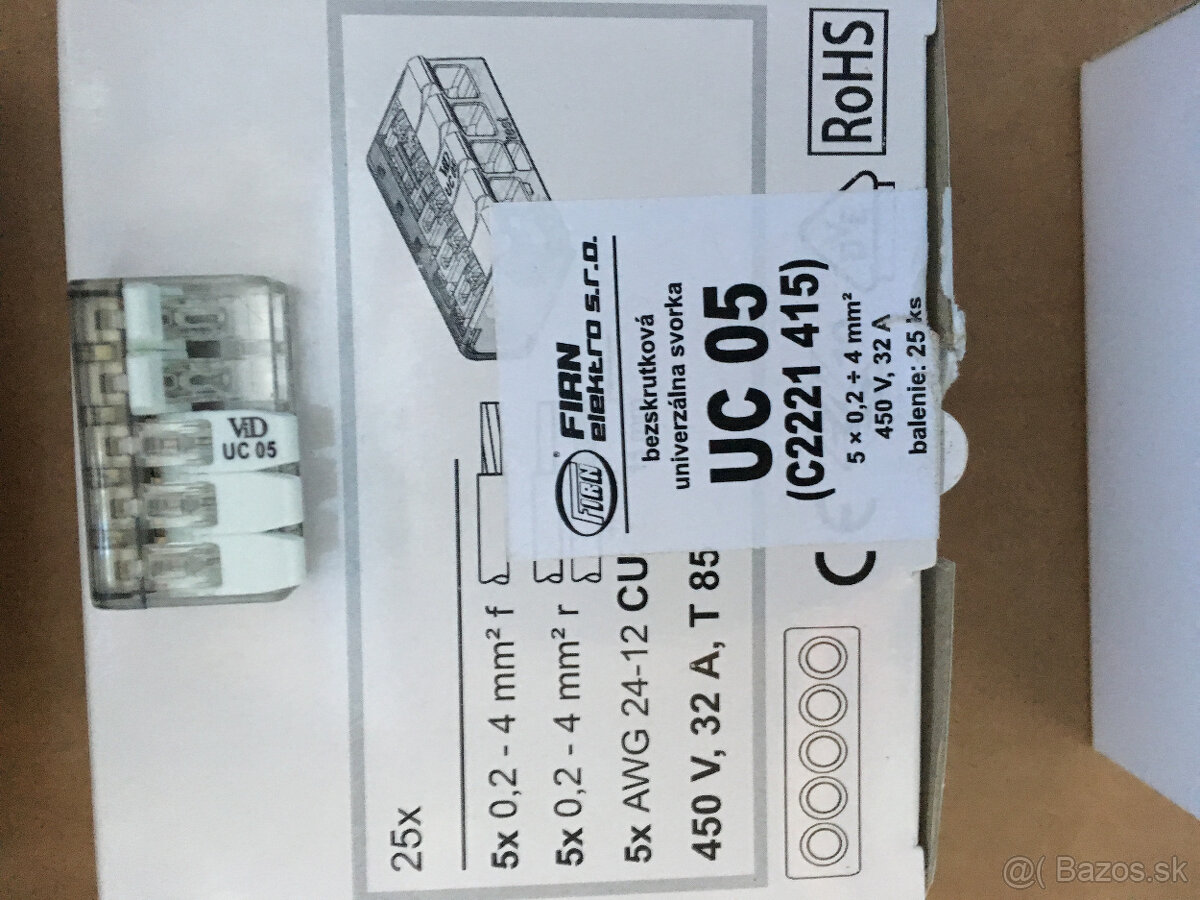 25x
5x 0,2 - 4 mm² f
5x 0,2 - 4 mm² r
5x AWG 24-12 CU
450 V, 32 A, T 85
RoHS
FIRN
FIRN
elektro s.r.o.
bezskrutková
univerzálna svorka
UC 05
(C2221 415)
5 × 0,2 ÷ 4 mm²
450 V, 32 A
balenie: 25 ks
ViD
UC 05
@( Bazos.sk